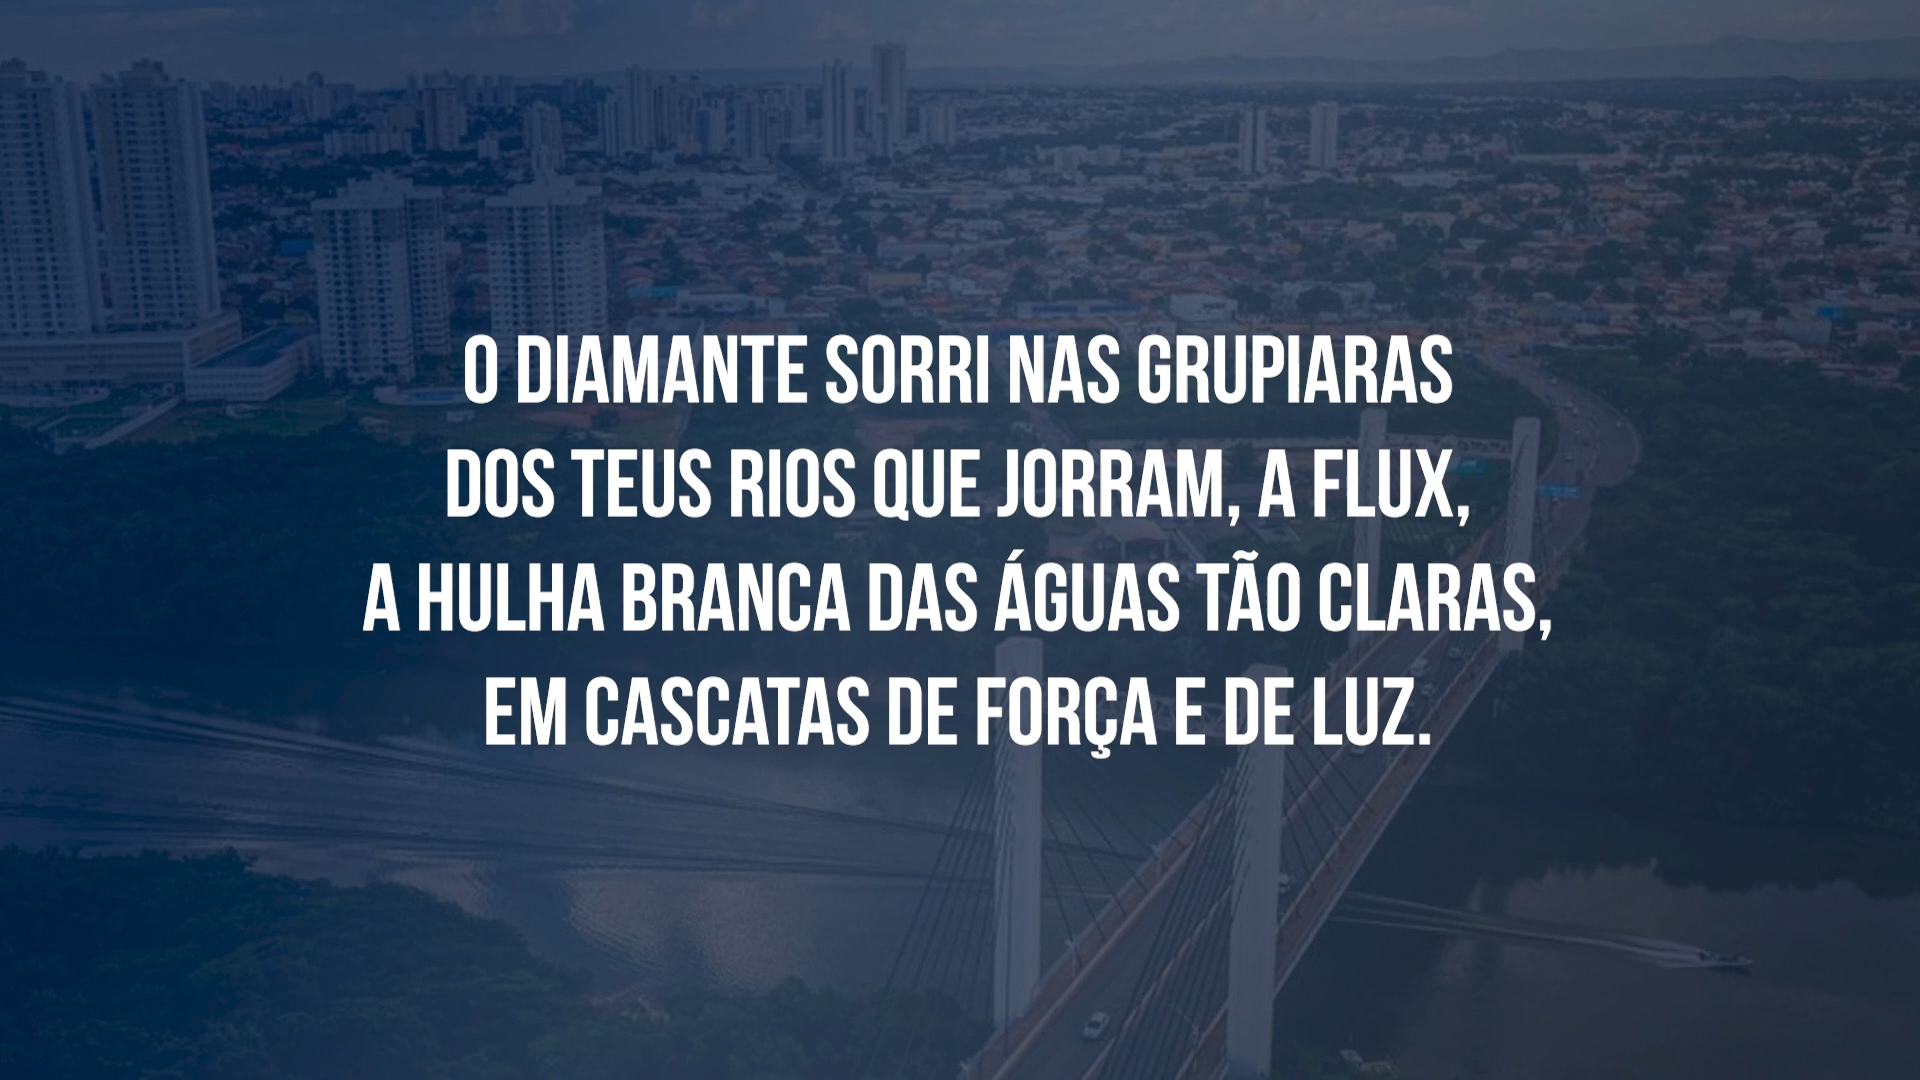 O DIAMANTE SORRI NAS GRUPIARAS
DOS TEUS RIOS QUE JORRAM, A FLUX,
A HULHA BRANCA DAS ÁGUAS TÃO CLARAS,
EM CASCATAS DE FORÇA E DE LUZ.